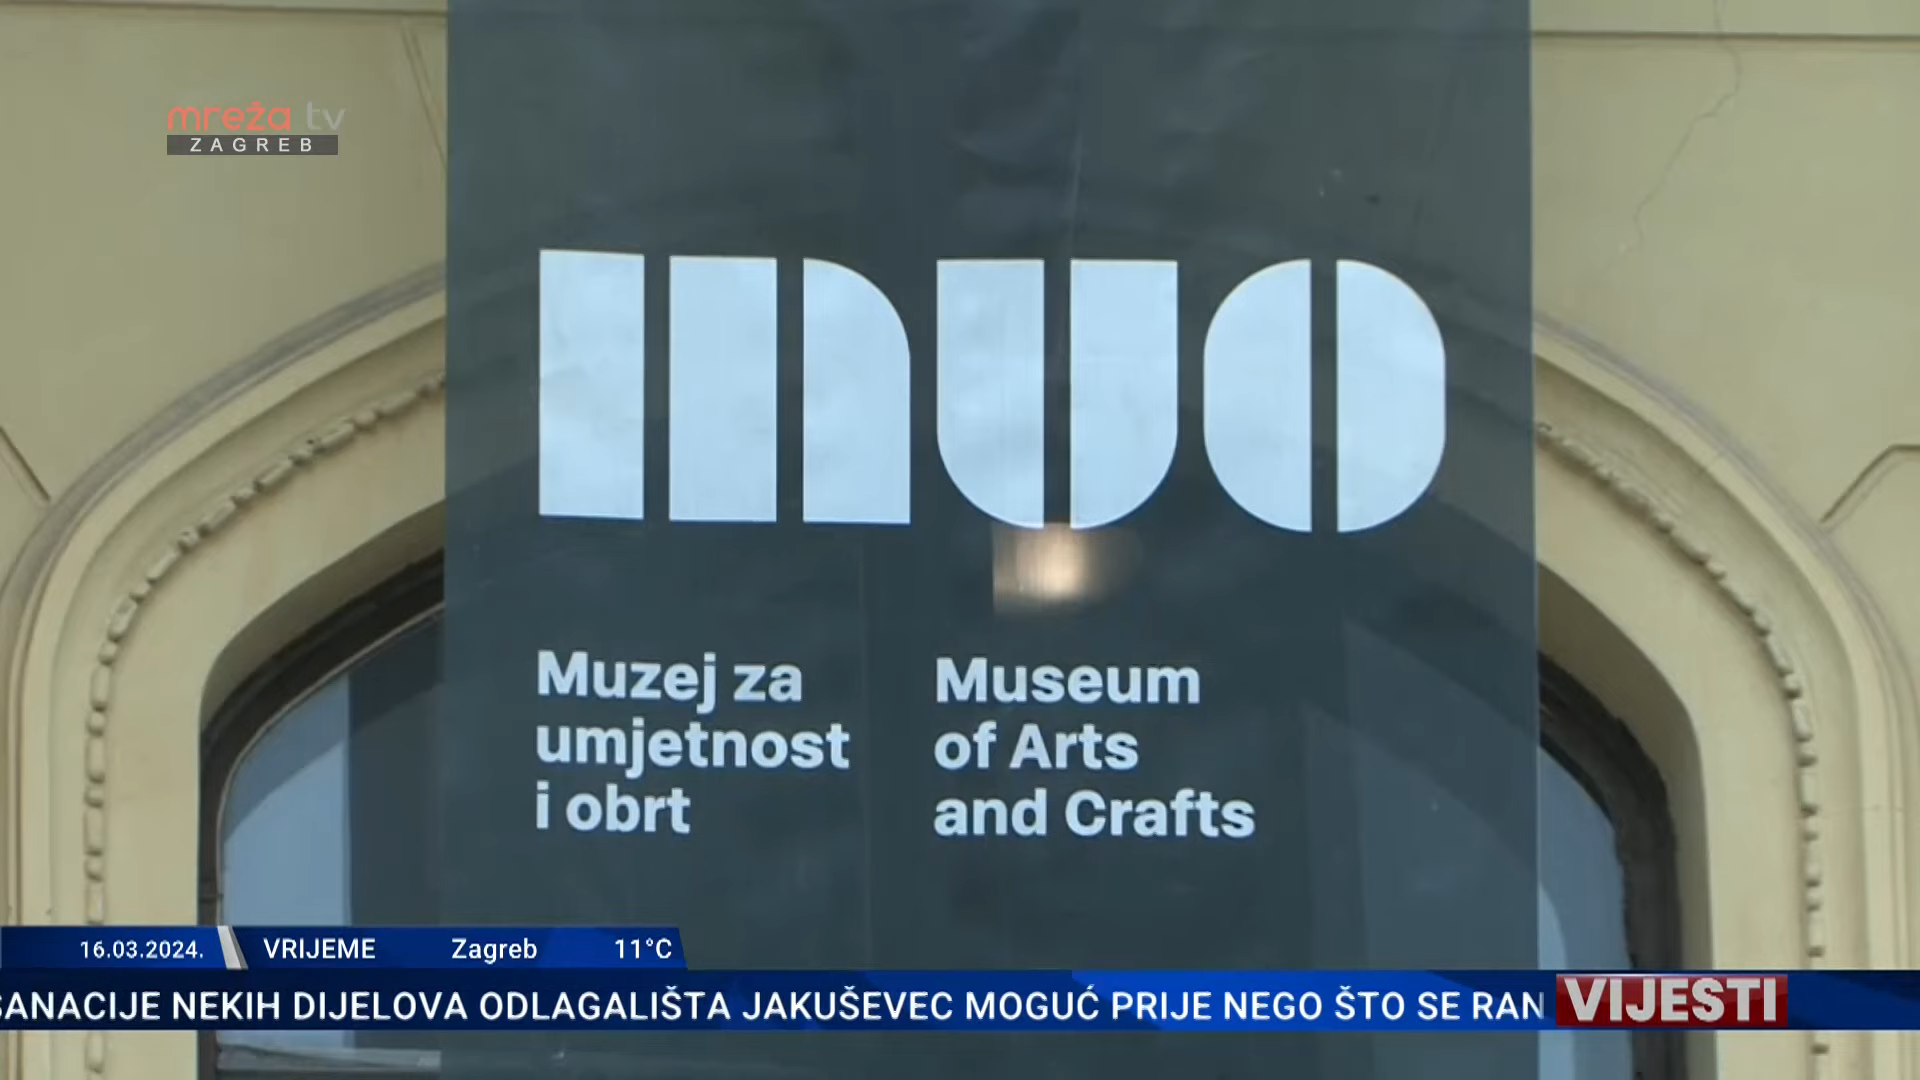 mreža tv
ZAGREB
muo
Muzej za
umjetnost
i obrt
Museum
of Arts
and Crafts
16.03.2024. VRIJEME Zagreb 11°C
SANACIJE NEKIH DIJELOVA ODLAGALIŠTA JAKUŠEVEC MOGUĆ PRIJE NEGO ŠTO SE RAN
VIJESTI